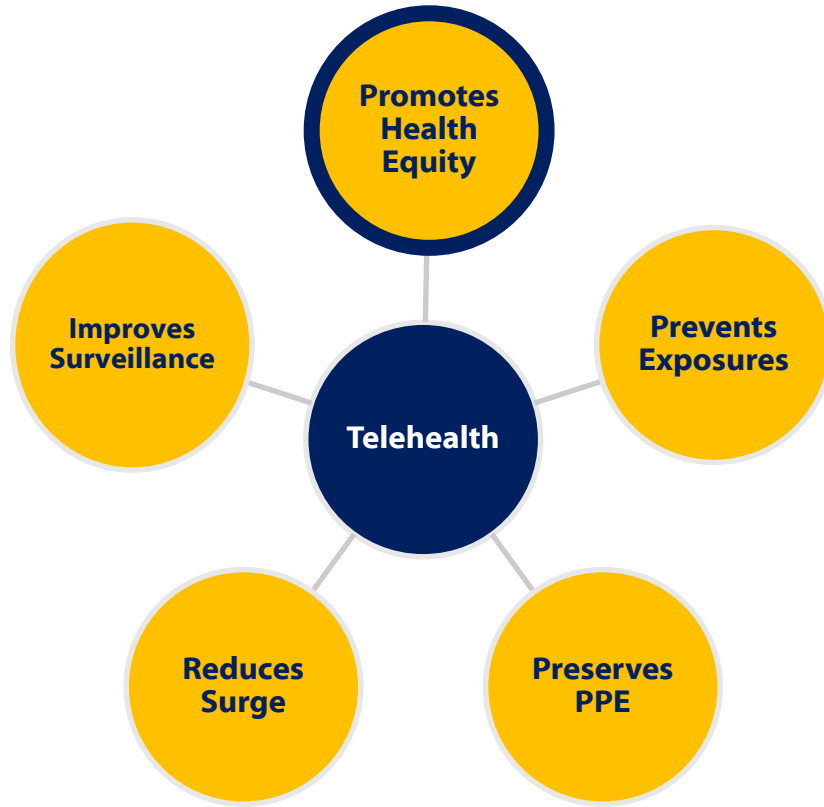 Promotes
Health
Equity
Improves
Surveillance
Prevents
Exposures
Telehealth
Reduces
Surge
Preserves
PPE